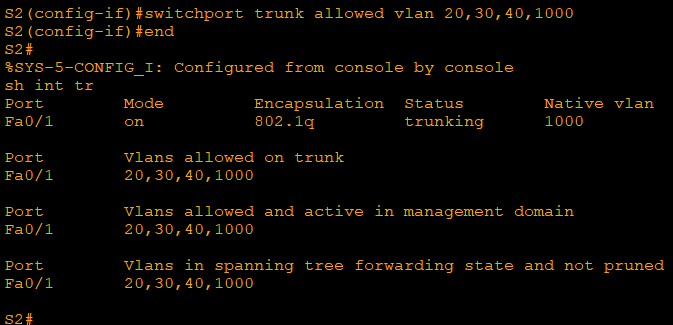 S2(config-if)#switchport trunk allowed vlan 20,30,40,1000
S2(config-if)#end
S2#
%SYS-5-CONFIG_I: Configured from console by console
sh int tr
Port        Mode         Encapsulation  Status        Native vlan
Fa0/1       on           802.1q         trunking      1000

Port        Vlans allowed on trunk
Fa0/1       20,30,40,1000

Port        Vlans allowed and active in management domain
Fa0/1       20,30,40,1000

Port        Vlans in spanning tree forwarding state and not pruned
Fa0/1       20,30,40,1000

S2#